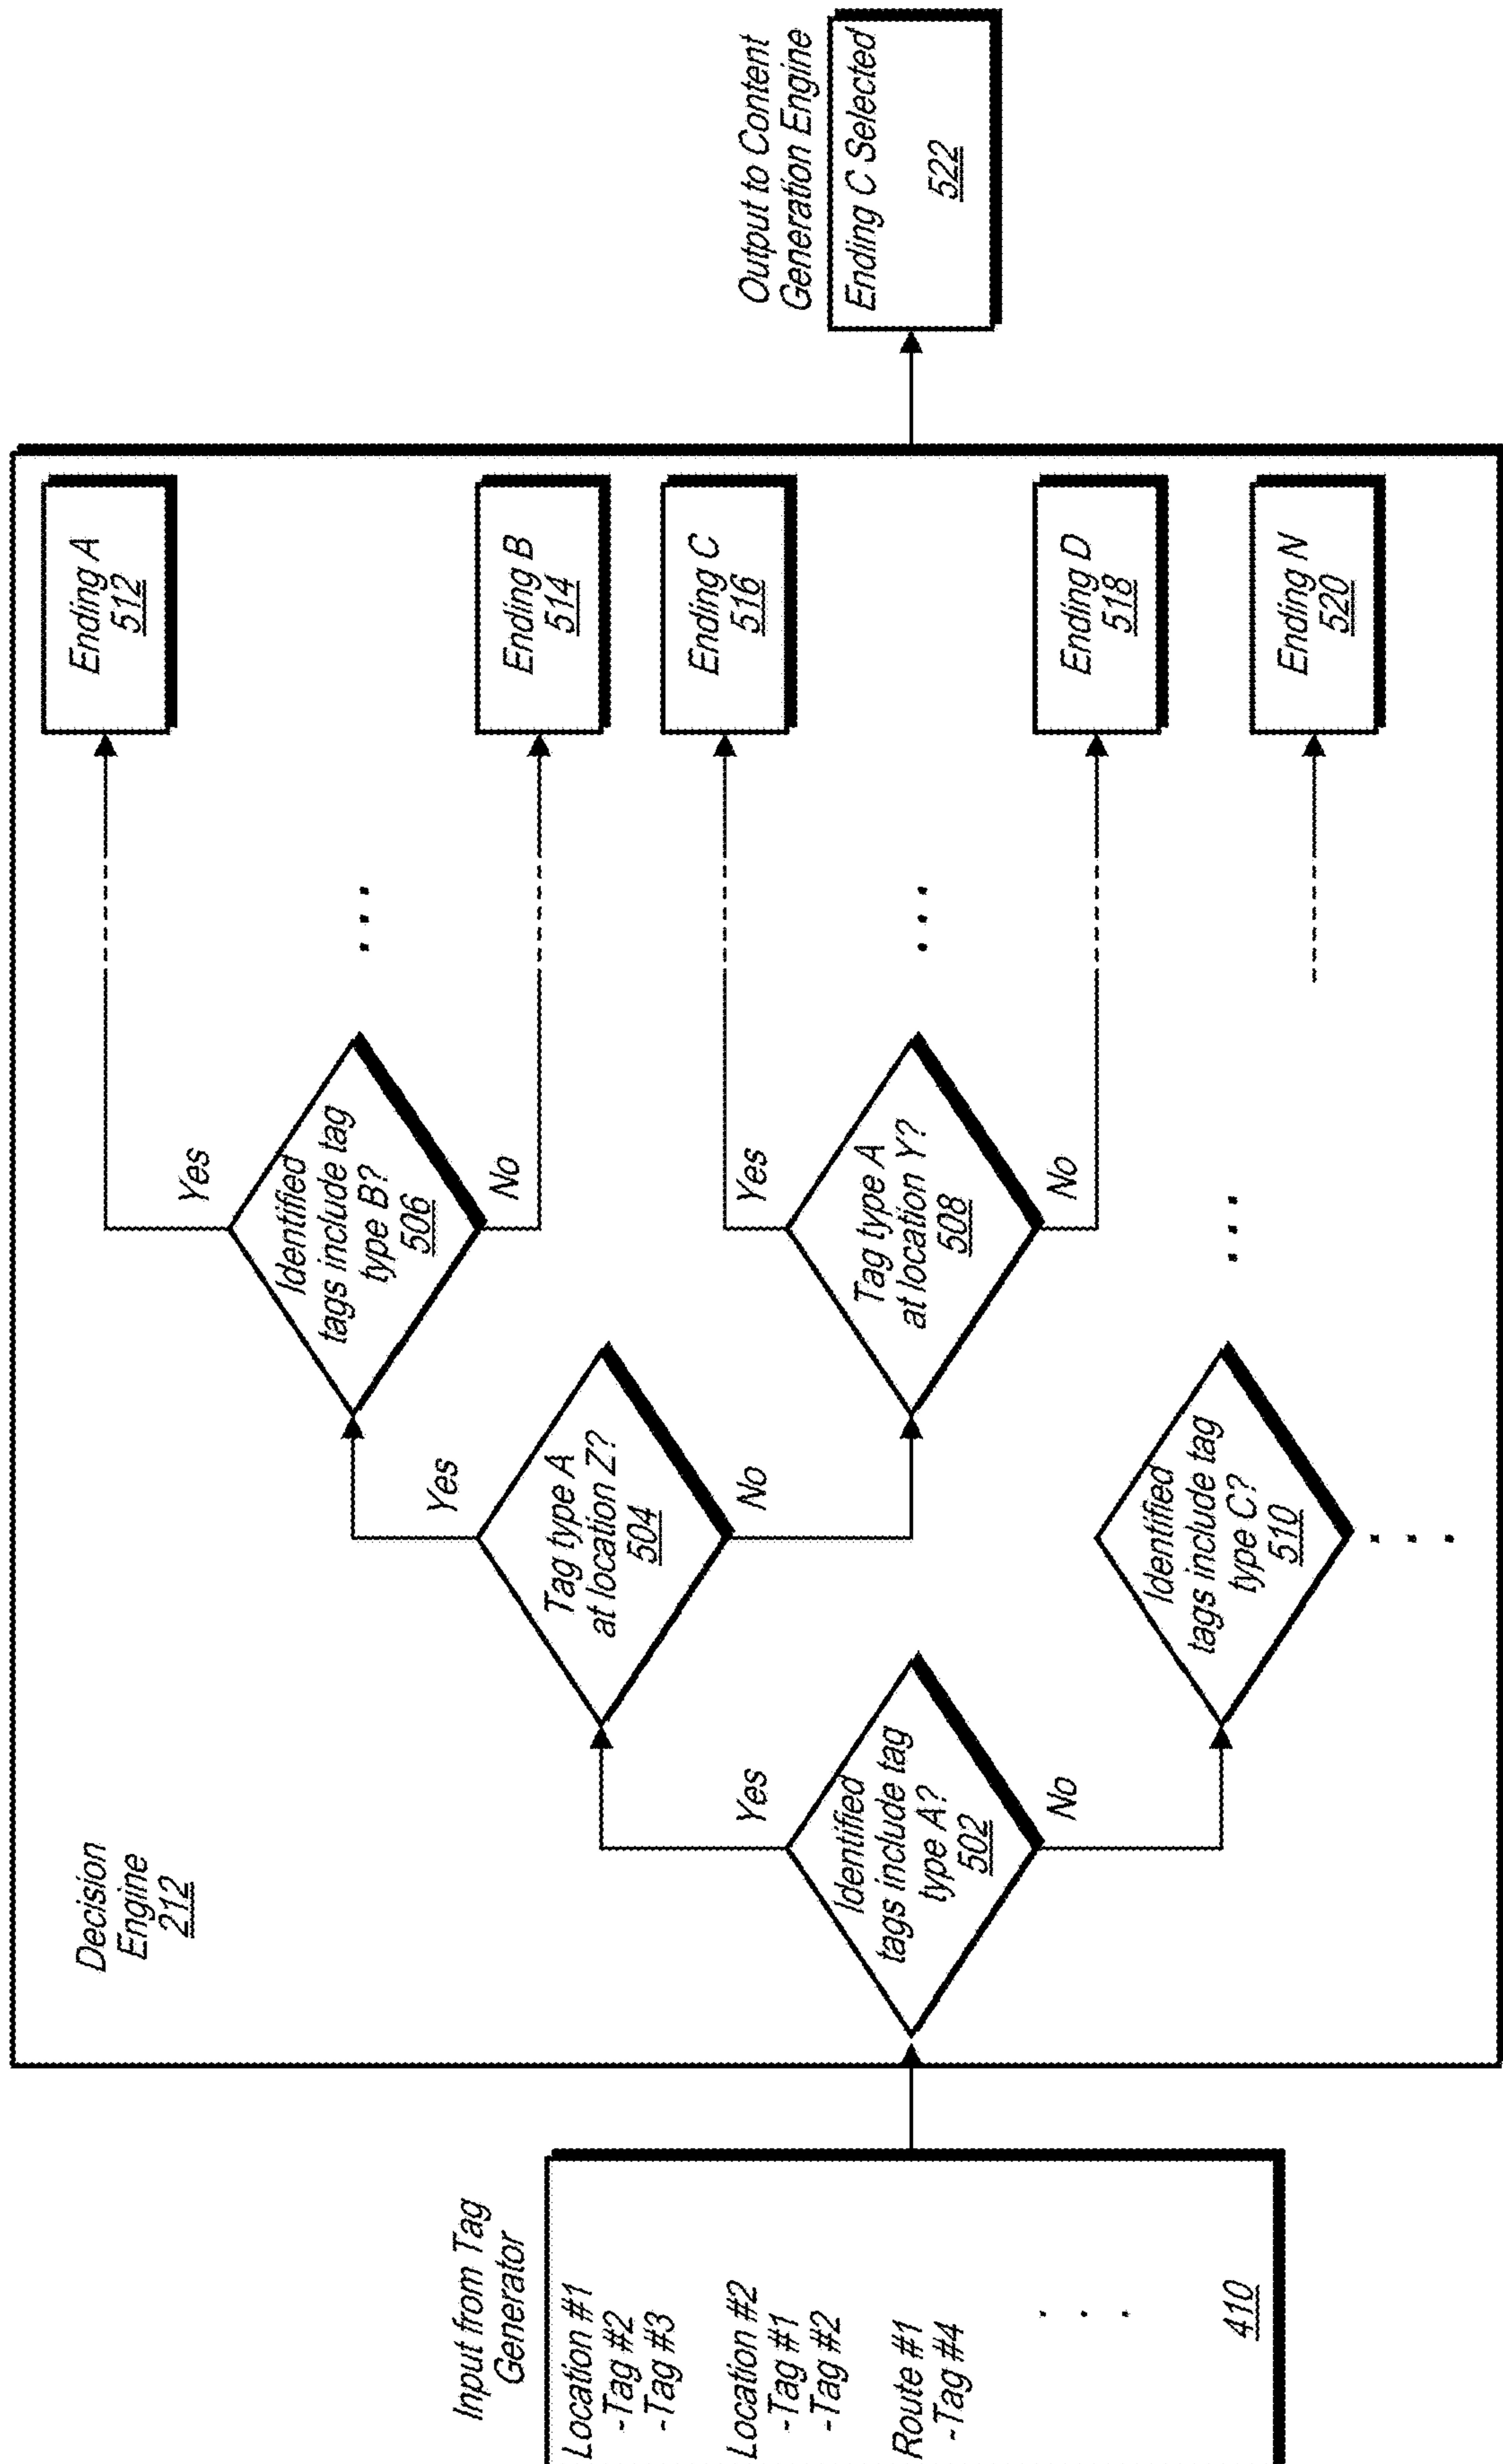 Input from Tag
Generator
Location #1
-Tag #2
-Tag #3
Location #2
-Tag #1
-Tag #2
Route #1
-Tag #4
410
Decision
Engine
212
Identified
tags include tag
type A?
502
Yes
No
Tag type A
at location Z?
504
Yes
No
Identified
tags include tag
type C?
510
Identified
tags include tag
type B?
506
Yes
No
Tag type A
at location Y?
508
Yes
No
Ending A
512
Ending B
514
Ending C
516
Ending D
518
Ending N
520
Output to Content
Generation Engine
Ending C Selected
522